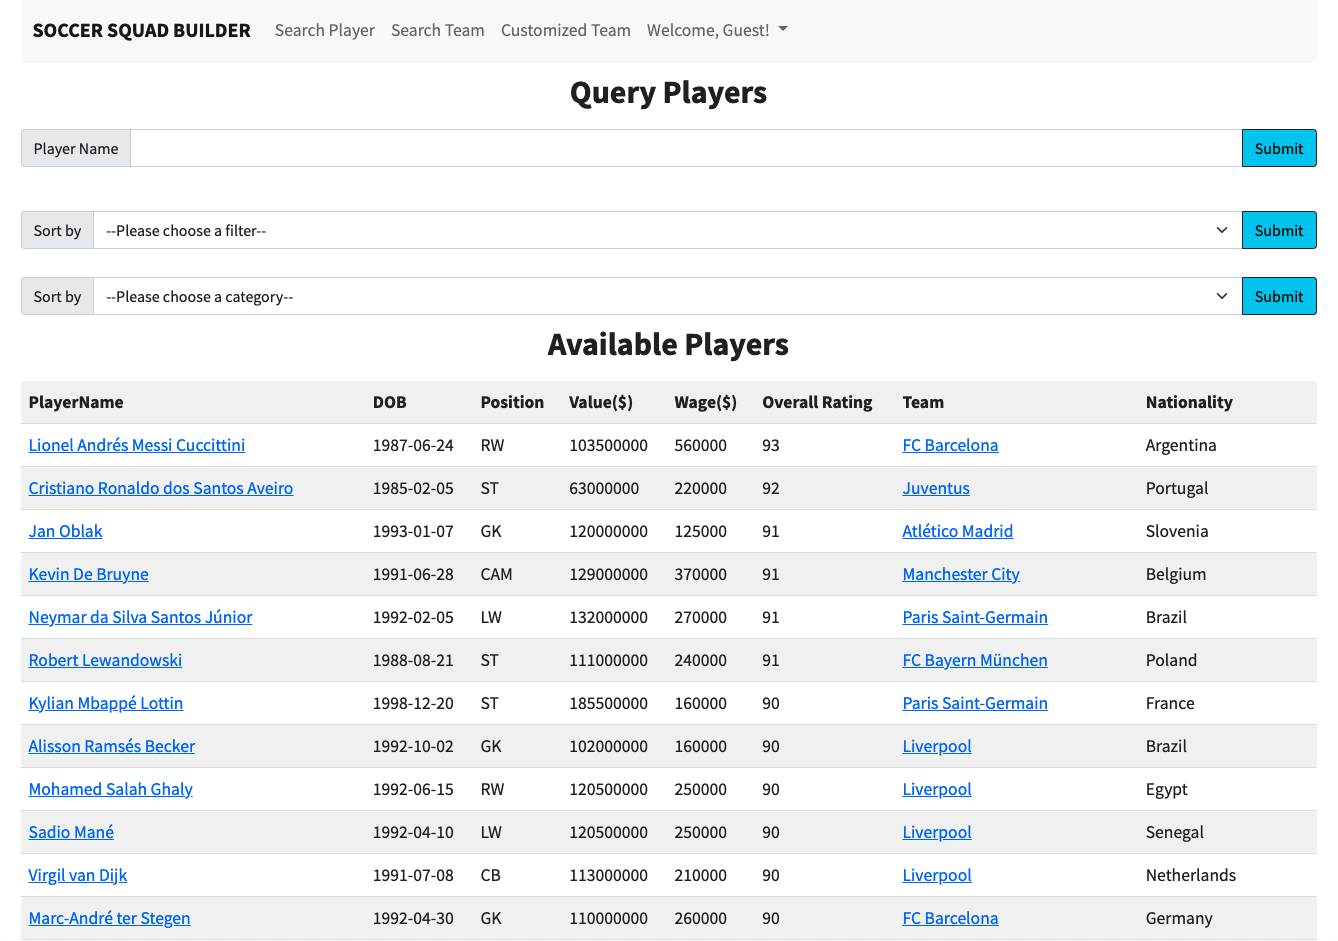 SOCCER SQUAD BUILDER Search Player Search Team Customized Team Welcome, Guest!
Query Players
Player Name Submit
Sort by --Please choose a filter-- Submit
Sort by --Please choose a category-- Submit
Available Players
PlayerName DOB Position Value($) Wage($) Overall Rating Team Nationality
Lionel Andrés Messi Cuccittini 1987-06-24 RW 103500000 560000 93 FC Barcelona Argentina
Cristiano Ronaldo dos Santos Aveiro 1985-02-05 ST 63000000 220000 92 Juventus Portugal
Jan Oblak 1993-01-07 GK 120000000 125000 91 Atlético Madrid Slovenia
Kevin De Bruyne 1991-06-28 CAM 129000000 370000 91 Manchester City Belgium
Neymar da Silva Santos Júnior 1992-02-05 LW 132000000 270000 91 Paris Saint-Germain Brazil
Robert Lewandowski 1988-08-21 ST 111000000 240000 91 FC Bayern München Poland
Kylian Mbappé Lottin 1998-12-20 ST 185500000 160000 90 Paris Saint-Germain France
Alisson Ramsés Becker 1992-10-02 GK 102000000 160000 90 Liverpool Brazil
Mohamed Salah Ghaly 1992-06-15 RW 120500000 250000 90 Liverpool Egypt
Sadio Mané 1992-04-10 LW 120500000 250000 90 Liverpool Senegal
Virgil van Dijk 1991-07-08 CB 113000000 210000 90 Liverpool Netherlands
Marc-André ter Stegen 1992-04-30 GK 110000000 260000 90 FC Barcelona Germany